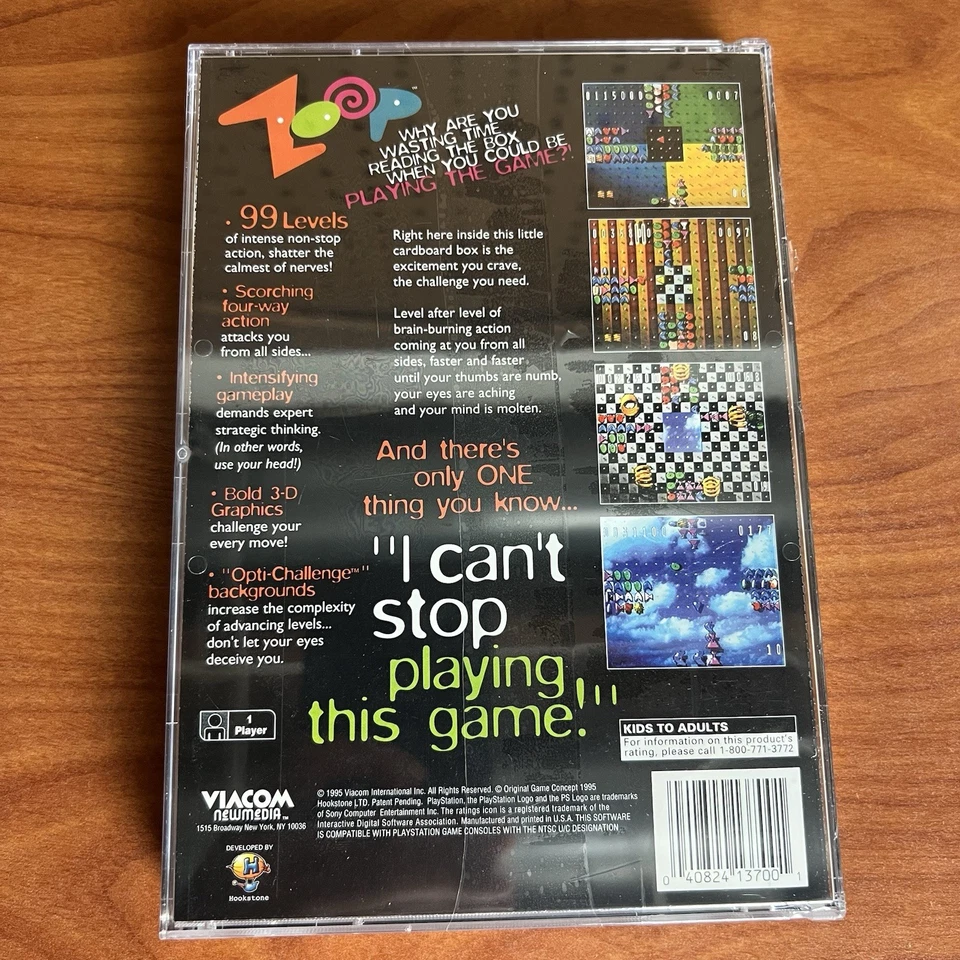 ZOOP™
WHY ARE YOU
WASTING TIME
READING THE BOX
WHEN YOU COULD BE
PLAYING THE GAME?!
• 99 Levels
of intense non-stop
action, shatter the
calmest of nerves!
• Scorching
four-way
action
attacks you
from all sides...
• Intensifying
gameplay
demands expert
strategic thinking.
(In other words,
use your head!)
• Bold 3-D
Graphics
challenge your
every move!
• "Opti-Challenge™"
backgrounds
increase the complexity
of advancing levels...
don't let your eyes
deceive you.
Right here inside this little
cardboard box is the
excitement you crave,
the challenge you need.
Level after level of
brain-burning action
coming at you from all
sides, faster and faster
until your thumbs are numb,
your eyes are aching
and your mind is molten.
And there's
only ONE
thing you know...
"I can't
stop
playing
this game!"
115000 0007
0097
08
0177
10
1
Player
KIDS TO ADULTS
For information on this product's
rating, please call 1-800-771-3772
VIACOM
newmedia™
1515 Broadway New York, NY 10036
© 1995 Viacom International Inc. All Rights Reserved. © Original Game Concept 1995
Hookstone LTD. Patent Pending. PlayStation, the PlayStation Logo and the PS Logo are trademarks
of Sony Computer Entertainment Inc. The ratings icon is a registered trademark of the
Interactive Digital Software Association. Manufactured and printed in U.S.A. THIS SOFTWARE
IS COMPATIBLE WITH PLAYSTATION GAME CONSOLES WITH THE NTSC U/C DESIGNATION
DEVELOPED BY
H
Hookstone
0 40824 13700 1